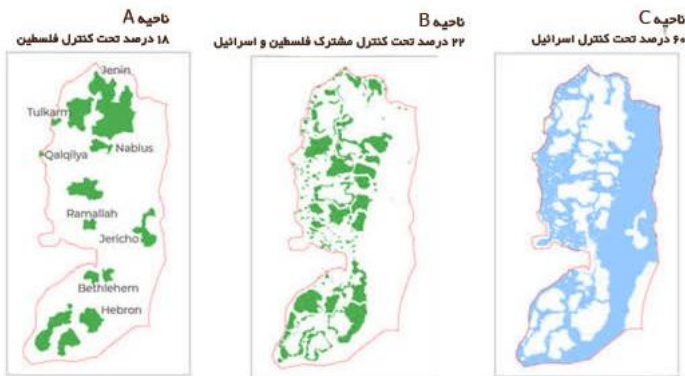 ناحیه A
۱۸ درصد تحت کنترل فلسطین
Jenin
Tulkarm
Nablus
Qalqilya
Ramallah
Jericho
Bethlehem
Hebron
ناحیه B
۲۲ درصد تحت کنترل مشترک فلسطین و اسرائیل
ناحیه C
۶۰ درصد تحت کنترل اسرائیل